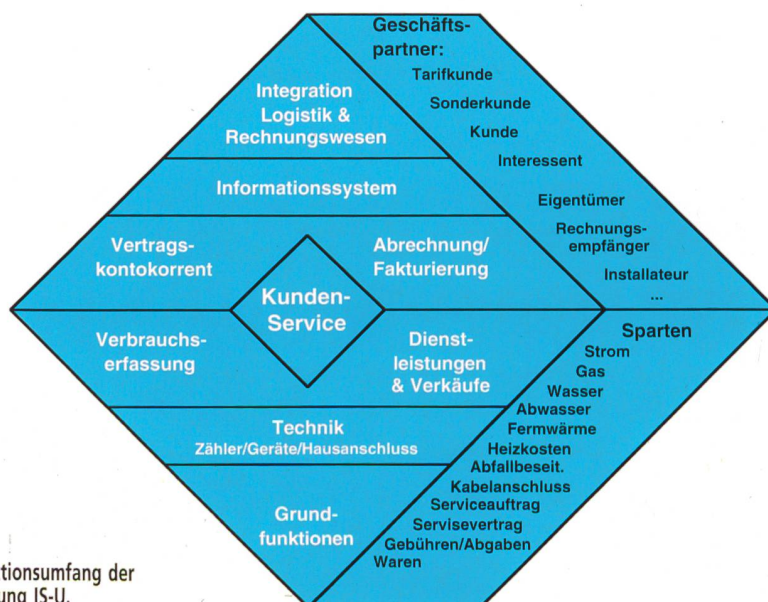 Geschäfts-
partner:
Tarifkunde
Sonderkunde
Kunde
Interessent
Eigentümer
Rechnungs-
empfänger
Installateur
...
Integration
Logistik &
Rechnungswesen
Informationssystem
Vertrags-
kontokorrent
Abrechnung/
Fakturierung
Kunden-
Service
Verbrauchs-
erfassung
Dienst-
leistungen
& Verkäufe
Technik
Zähler/Geräte/Hausanschluss
Grund-
funktionen
Sparten
Strom
Gas
Wasser
Abwasser
Fermwärme
Heizkosten
Abfallbeseit.
Kabelanschluss
Serviceauftrag
Servisevertrag
Gebühren/Abgaben
Waren
tionsumfang der
ung IS-U.